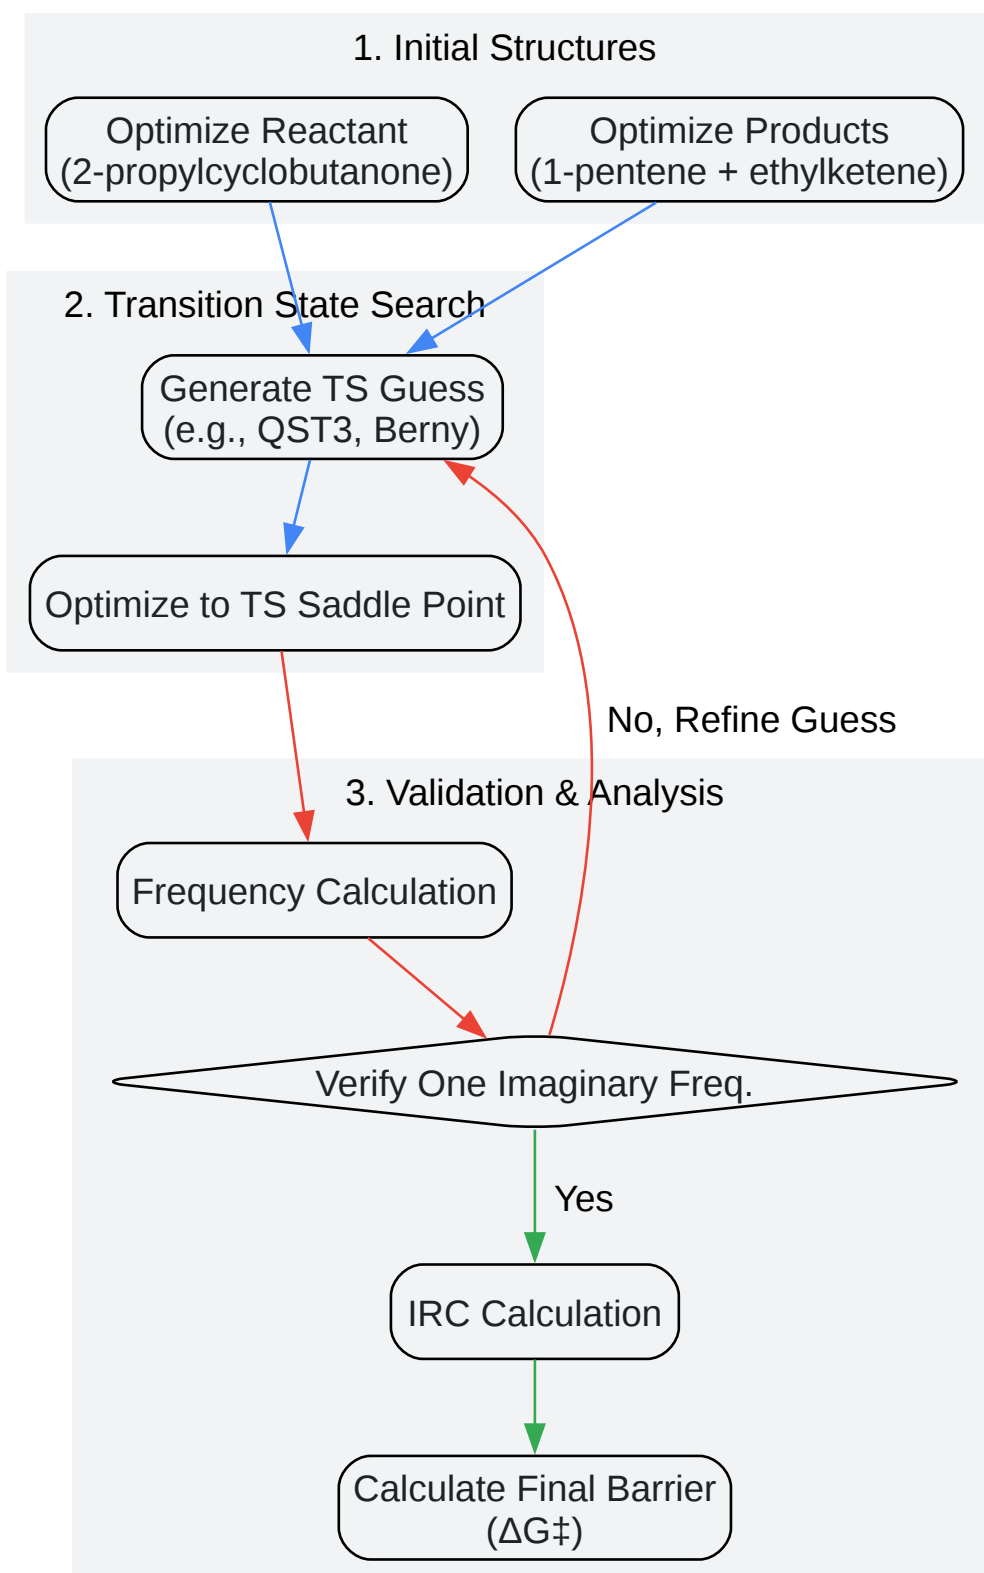 1. Initial Structures
Optimize Reactant
(2-propylcyclobutanone)
Optimize Products
(1-pentene + ethylketene)
2. Transition State Search
Generate TS Guess
(e.g., QST3, Berny)
Optimize to TS Saddle Point
No, Refine Guess
3. Validation & Analysis
Frequency Calculation
Verify One Imaginary Freq.
Yes
IRC Calculation
Calculate Final Barrier
(ΔG‡)